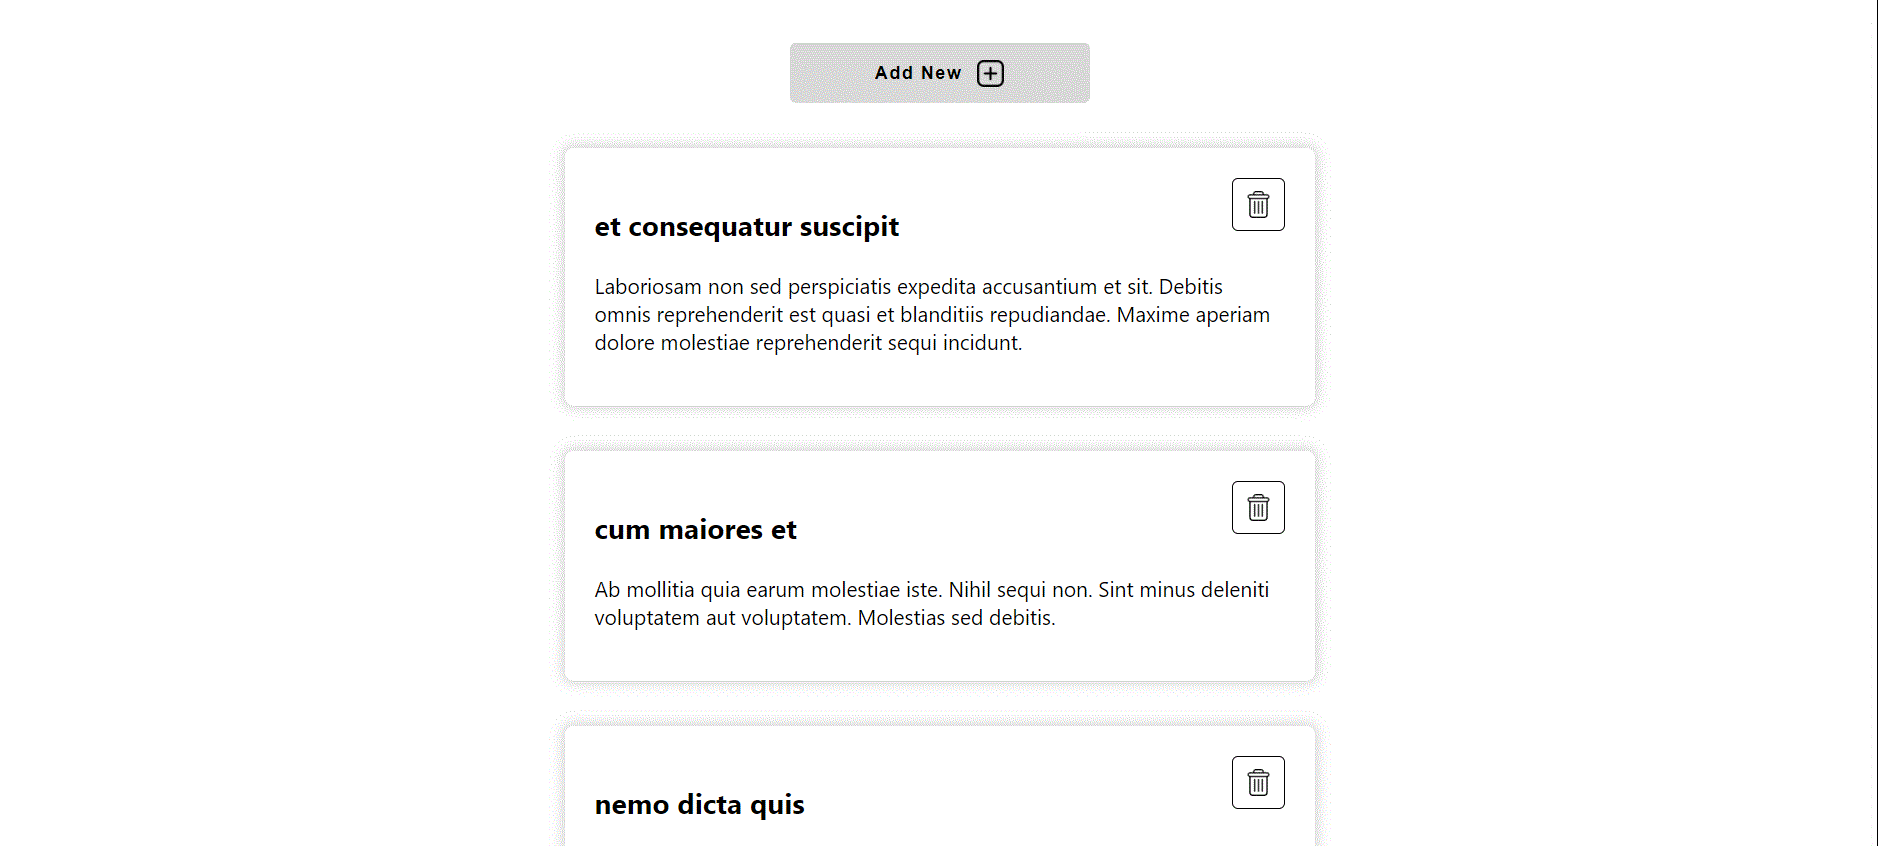 Add New
et consequatur suscipit
Laboriosam non sed perspiciatis expedita accusantium et sit. Debitis
omnis reprehenderit est quasi et blanditiis repudiandae. Maxime aperiam
dolore molestiae reprehenderit sequi incidunt.
cum maiores et
Ab mollitia quia earum molestiae iste. Nihil sequi non. Sint minus deleniti
voluptatem aut voluptatem. Molestias sed debitis.
nemo dicta quis